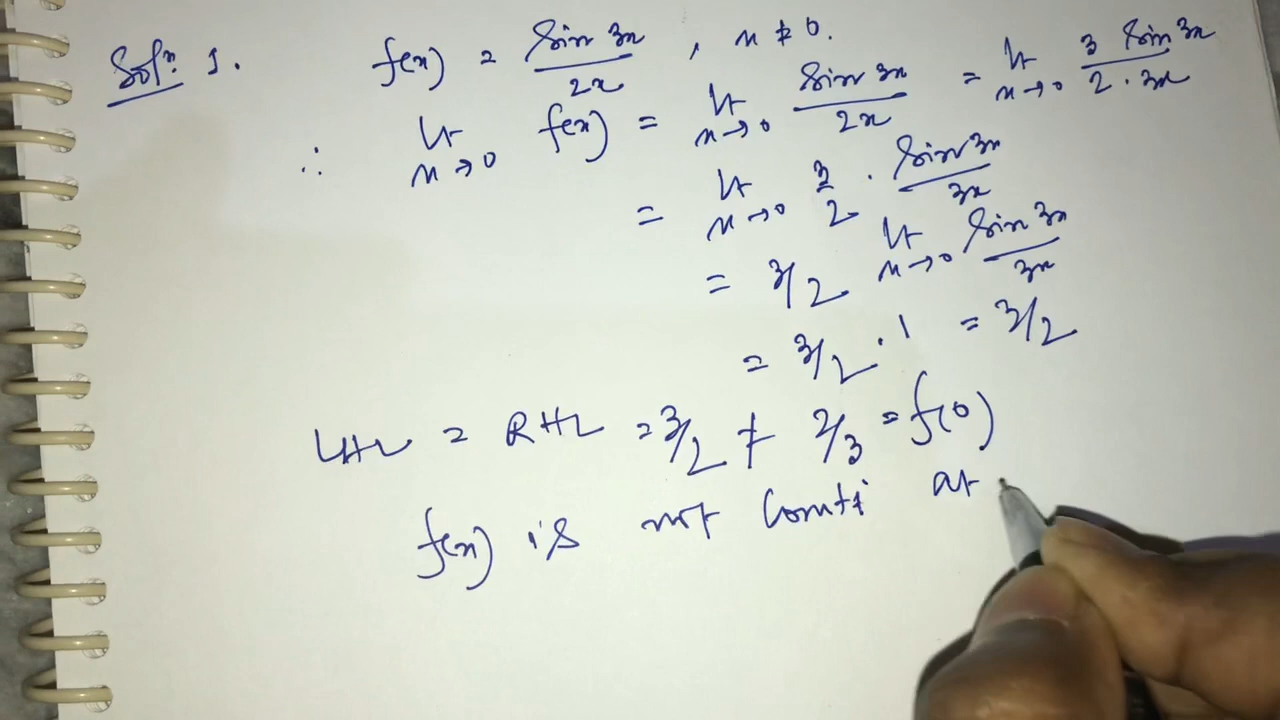 Solⁿ 1. f(x) = sin 3x / 2x , x ≠ 0.
∴ lt x→0 f(x) = lt x→0 sin 3x / 2x = lt x→0 3 sin 3x / 2 · 3x
= lt x→0 3/2 · sin 3x / 3x
= 3/2 lt x→0 sin 3x / 3x
= 3/2 · 1 = 3/2
LHL = RHL = 3/2 ≠ 2/3 = f(0)
f(x) is not conti at